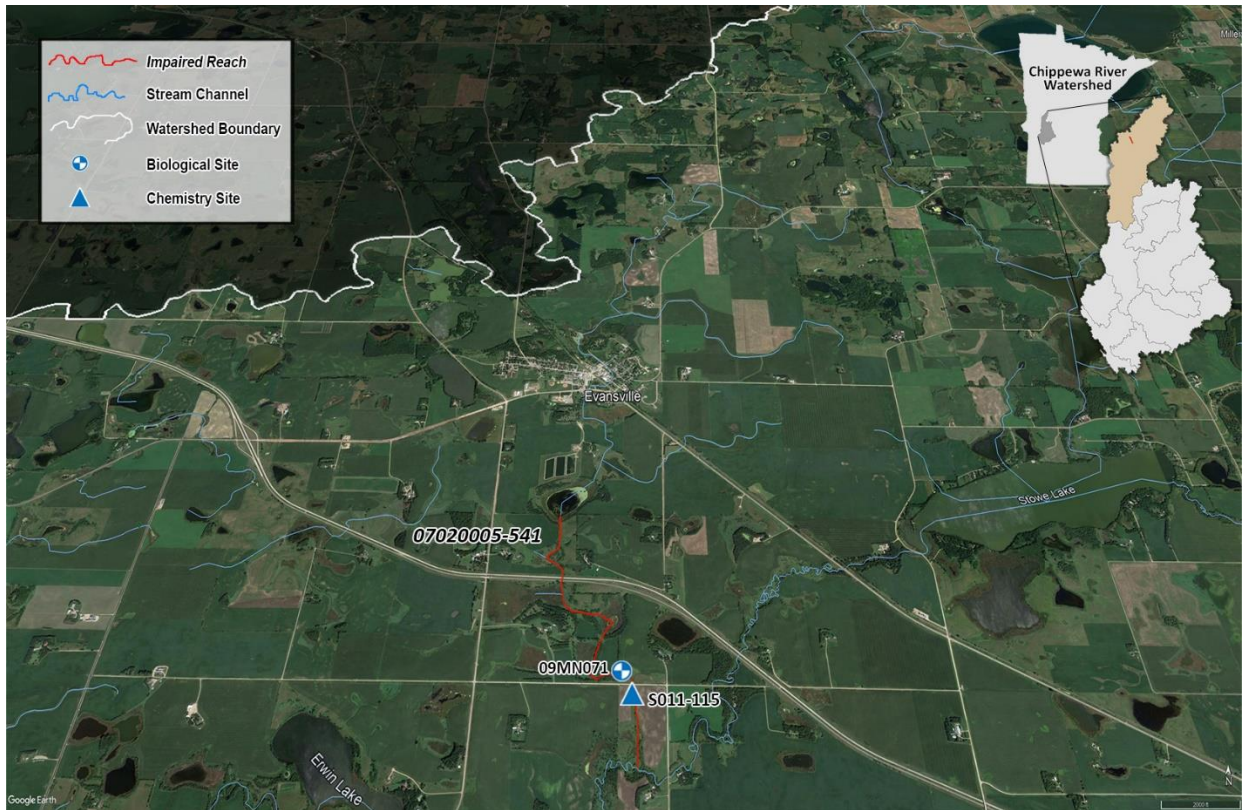 Impaired Reach
Stream Channel
Watershed Boundary
Biological Site
Chemistry Site
Chippewa River
Watershed
Evansville
Stowe Lake
07020005-541
09MN071
S011-115
Erwin Lake
Google Earth
N